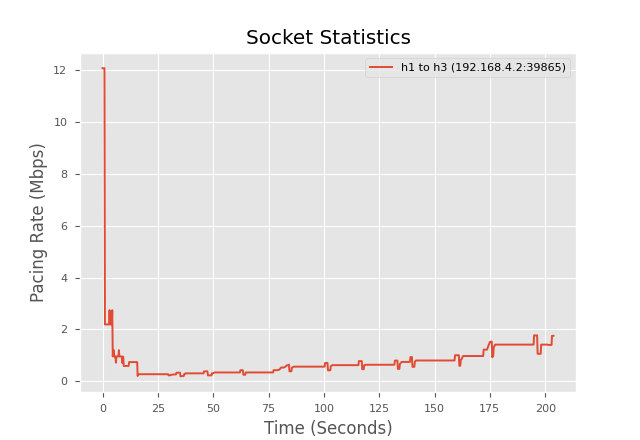 Socket Statistics
h1 to h3 (192.168.4.2:39865)
Pacing Rate (Mbps)
12
10
8
6
4
2
0
0 25 50 75 100 125 150 175 200
Time (Seconds)